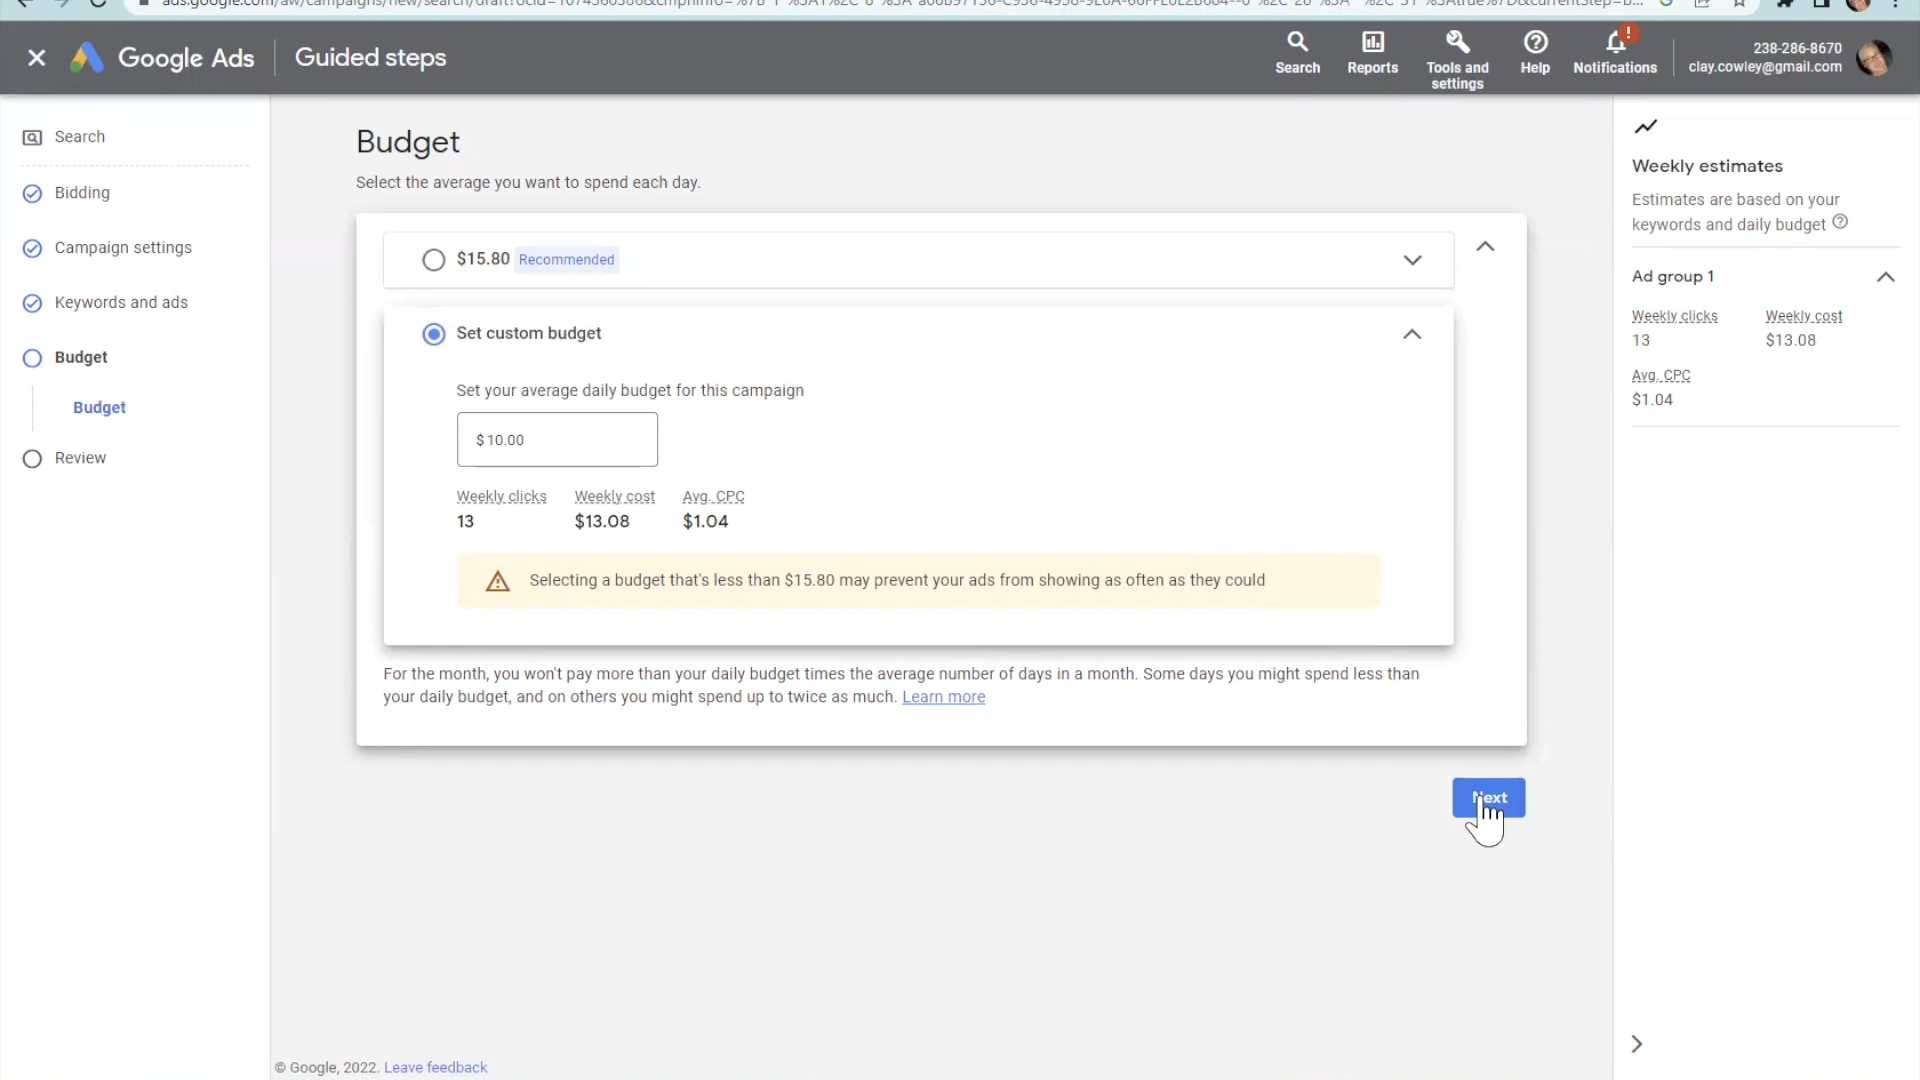 Google Ads
Guided steps
Search
Reports
Tools and
settings
Help
Notifications
!
238-286-8670
clay.cowley@gmail.com
Search
Bidding
Campaign settings
Keywords and ads
Budget
Budget
Review
Budget
Select the average you want to spend each day.
$15.80 Recommended
Set custom budget
Set your average daily budget for this campaign
$10.00
Weekly clicks Weekly cost Avg. CPC
13 $13.08 $1.04
Selecting a budget that's less than $15.80 may prevent your ads from showing as often as they could
For the month, you won't pay more than your daily budget times the average number of days in a month. Some days you might spend less than
your daily budget, and on others you might spend up to twice as much. Learn more
Next
Weekly estimates
Estimates are based on your
keywords and daily budget
Ad group 1
Weekly clicks Weekly cost
13 $13.08
Avg. CPC
$1.04
© Google, 2022. Leave feedback